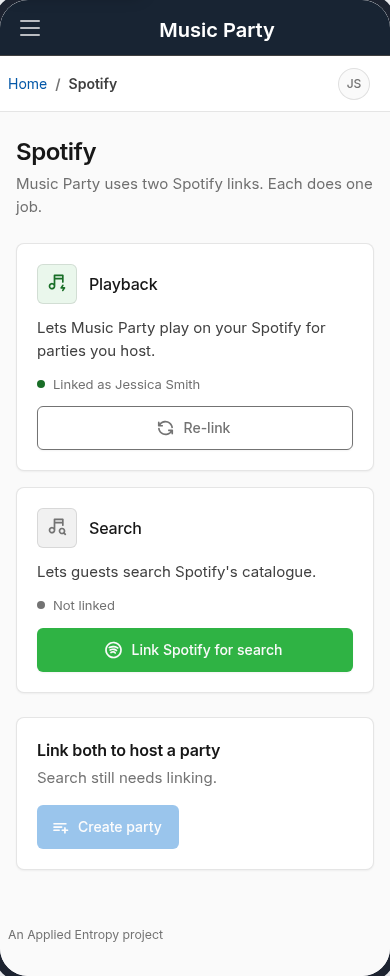 Music Party
Home / Spotify
JS
Spotify
Music Party uses two Spotify links. Each does one
job.
Playback
Lets Music Party play on your Spotify for
parties you host.
Linked as Jessica Smith
Re-link
Search
Lets guests search Spotify's catalogue.
Not linked
Link Spotify for search
Link both to host a party
Search still needs linking.
Create party
An Applied Entropy project